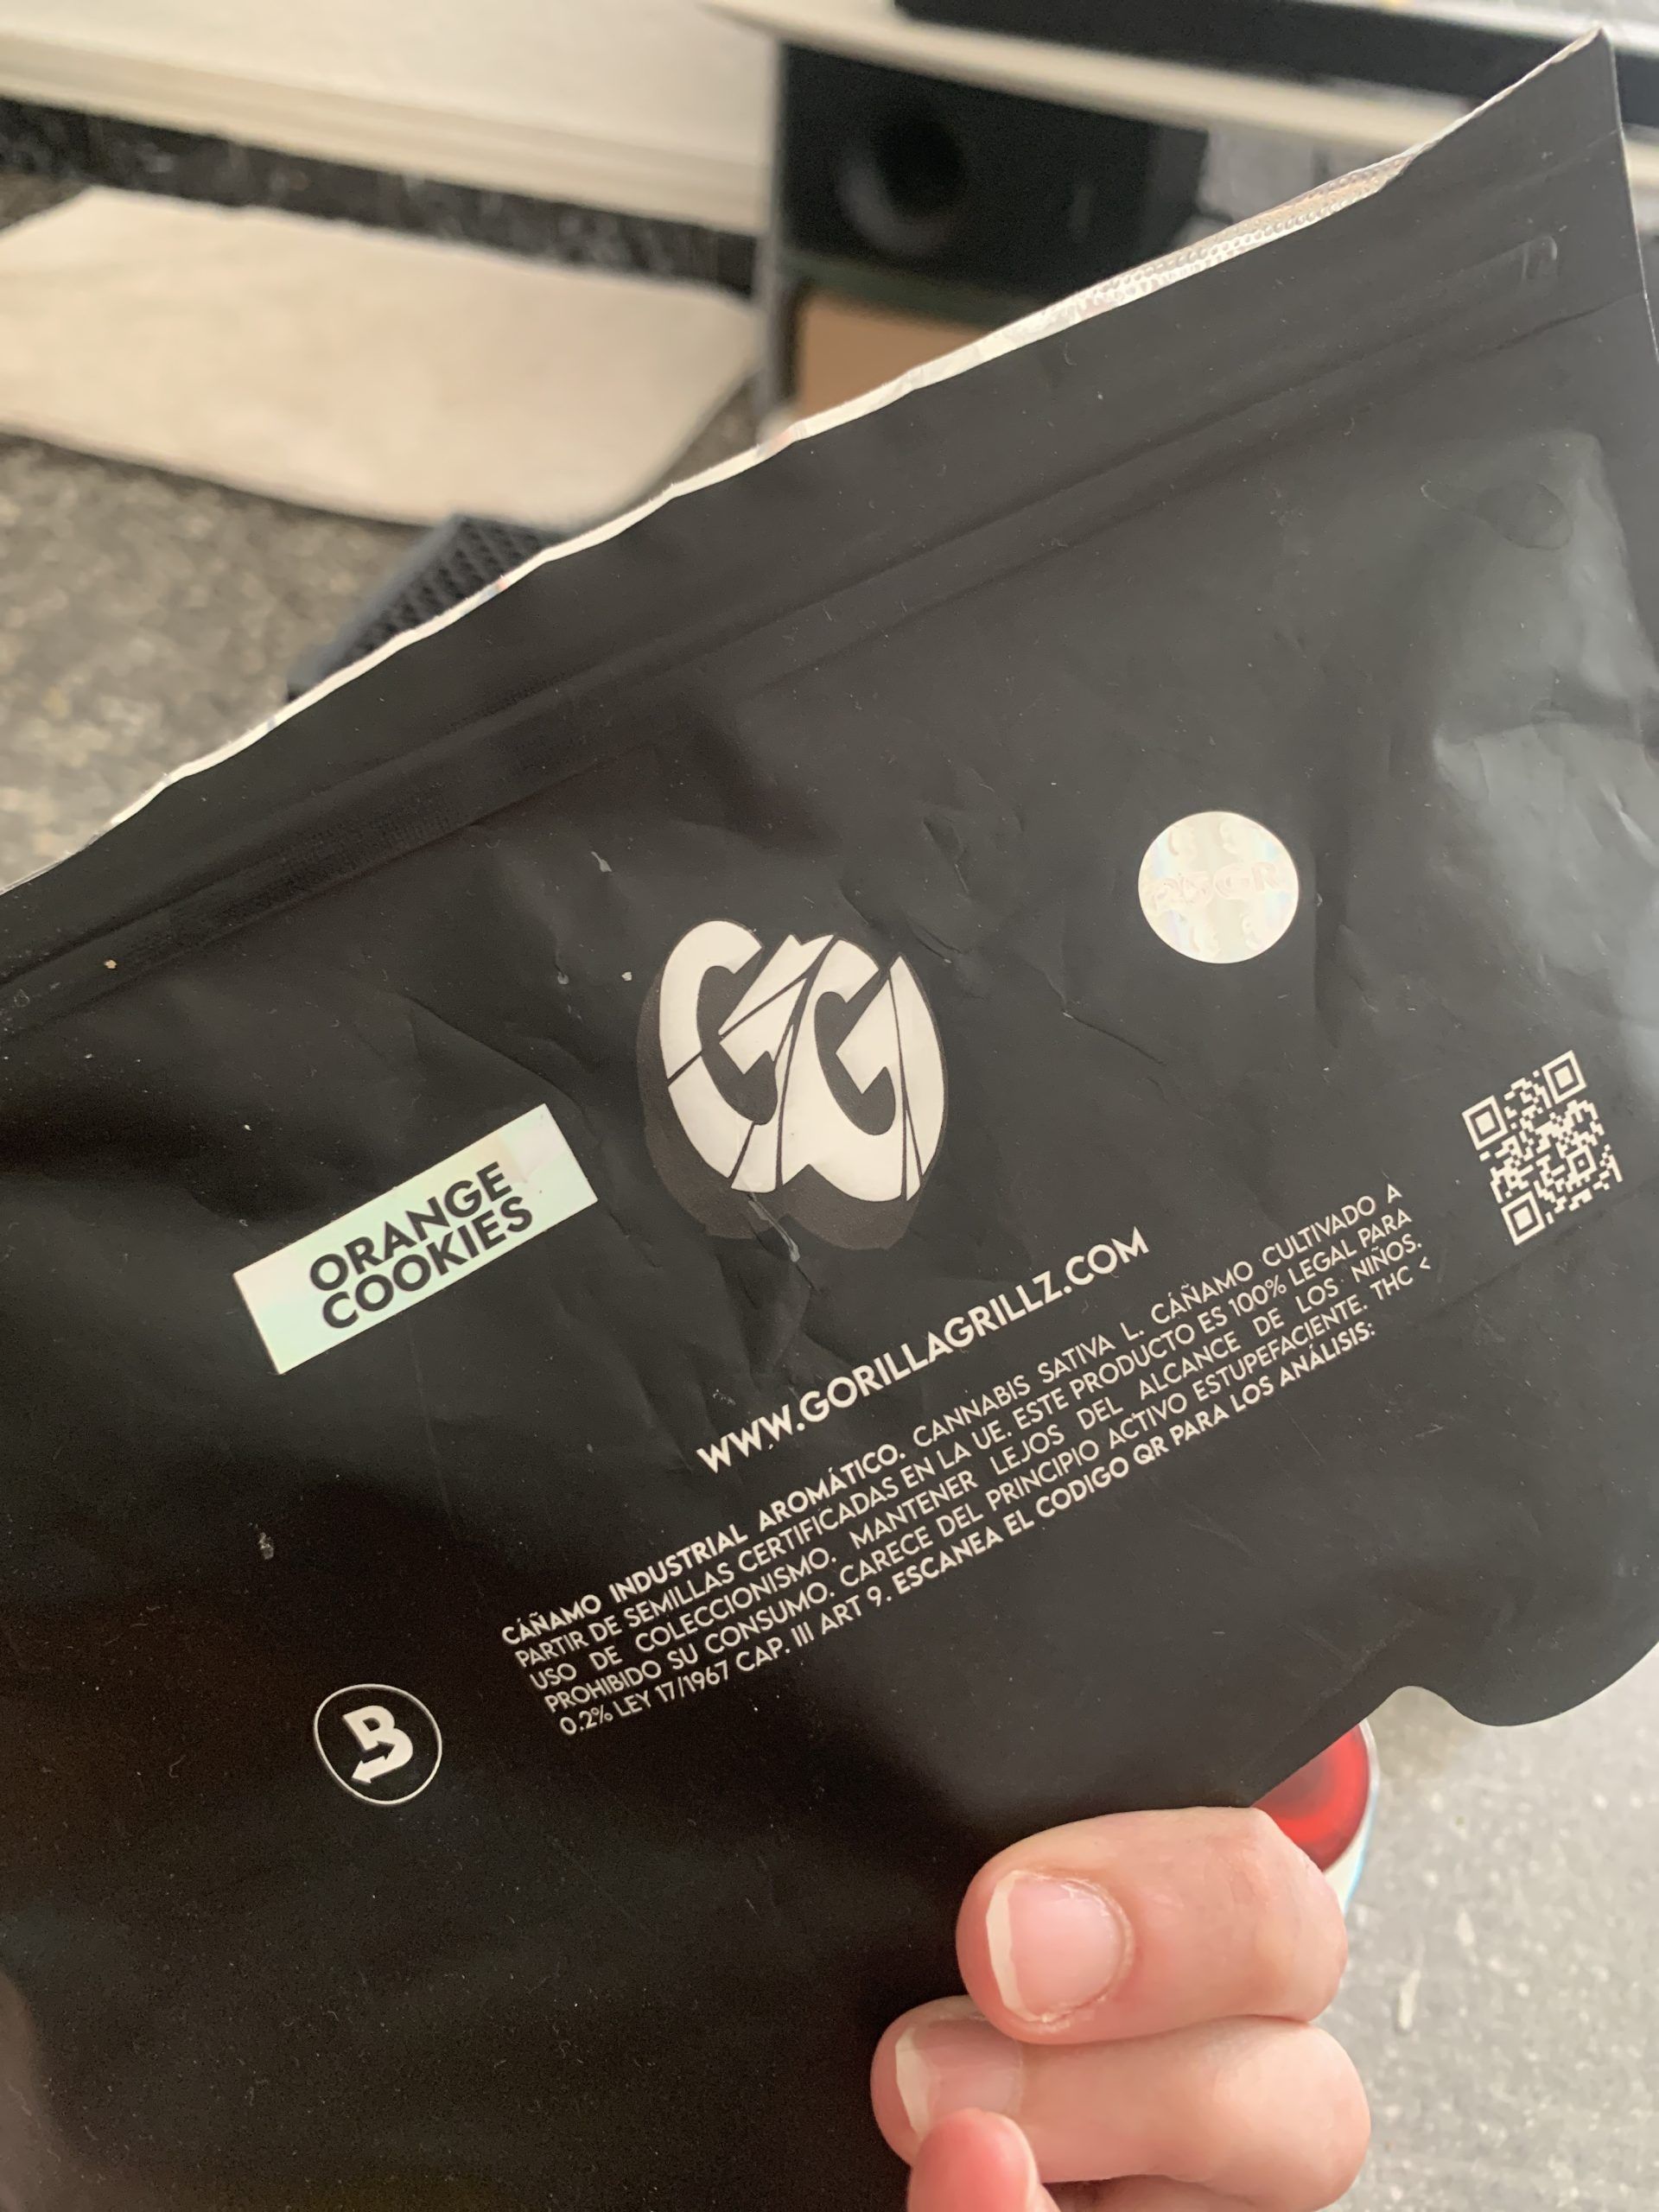 ORANGE
COOKIES
GG
WWW.GORILLAGRILLZ.COM
CÁÑAMO INDUSTRIAL AROMÁTICO. CANNABIS SATIVA L. CÁÑAMO CULTIVADO A
PARTIR DE SEMILLAS CERTIFICADAS EN LA UE. ESTE PRODUCTO ES 100% LEGAL PARA
USO DE COLECCIONISMO. MANTENER LEJOS DEL ALCANCE DE LOS NIÑOS.
PROHIBIDO SU CONSUMO. CARECE DEL PRINCIPIO ACTIVO ESTUPEFACIENTE. THC <
0.2% LEY 17/1967 CAP. III ART 9. ESCANEA EL CODIGO QR PARA LOS ANÁLISIS:
B